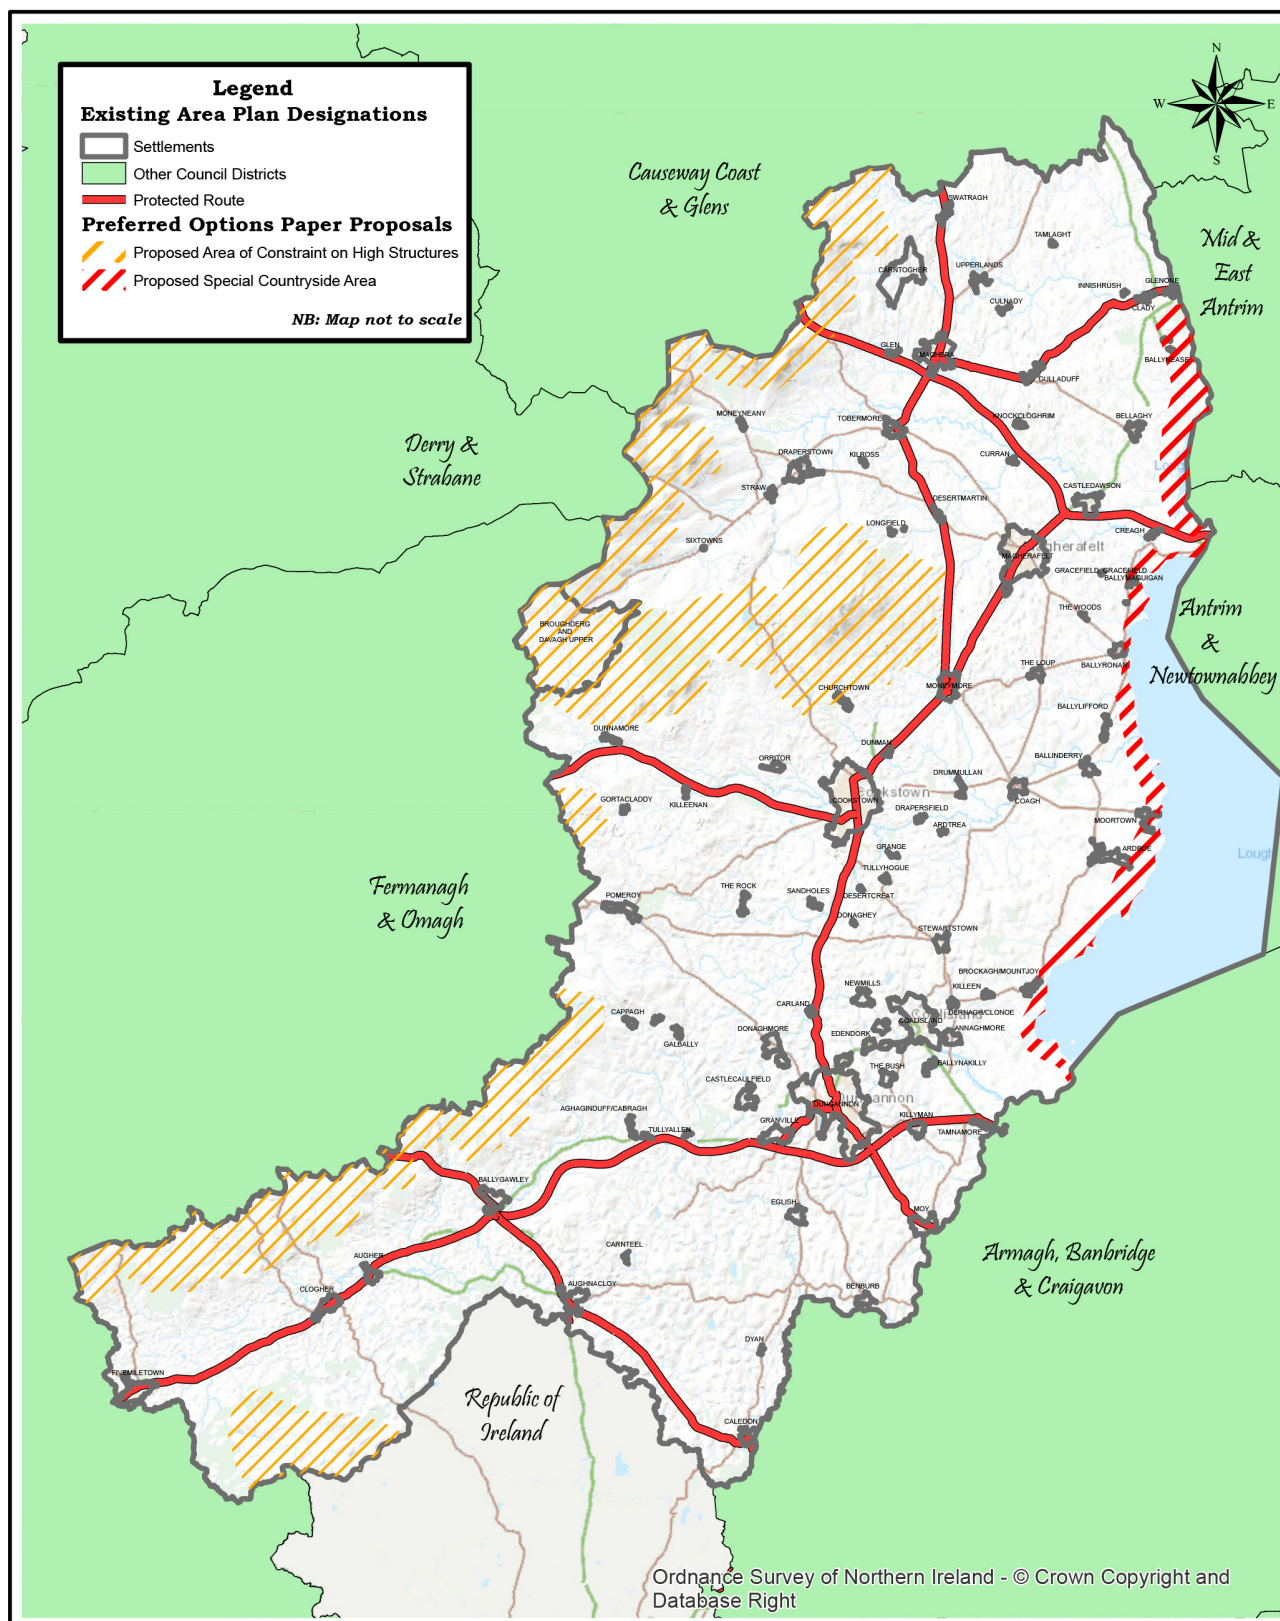 Legend
Existing Area Plan Designations
Settlements
Other Council Districts
Protected Route
Preferred Options Paper Proposals
Proposed Area of Constraint on High Structures
Proposed Special Countryside Area
NB: Map not to scale
N
W
E
S
Causeway Coast
& Glens
Mid &
East
Antrim
SWATRAGH
TAMLAGHT
CARNTOGHER
UPPERLANDS
CULNADY
INNISHRUSH
GLENONE
CLADY
GLEN
MAGHERA
BALLYNEASE
GULLADUFF
MONEYNEANY
TOBERMORE
KNOCKCLOGHRIM
BELLAGHY
Derry &
Strabane
DRAPERSTOWN
KILROSS
CURRAN
Lough
STRAW
DESERTMARTIN
CASTLEDAWSON
LONGFIELD
CREAGH
SIXTOWNS
MAGHERAFELT
Magherafelt
GRACEFIELD
GRACEFIELD
BALLYMAGUIGAN
THE WOODS
Antrim
&
Newtownabbey
BROUGHDERG
AND
DAVAGH UPPER
THE LOUP
BALLYRONAN
CHURCHTOWN
MONEYMORE
BALLYLIFFORD
DUNNAMORE
DUNMAN
ORRITOR
BALLINDERRY
DRUMMULLAN
Cookstown
COOKSTOWN
GORTACLADDY
KILLEENAN
COAGH
DRAPERSFIELD
ARDTREA
MOORTOWN
GRANGE
ARDBOE
Lough
TULLYHOGUE
Fermanagh
& Omagh
THE ROCK
SANDHOLES
DESERTCREAT
POMEROY
DONAGHEY
STEWARTSTOWN
BROCKAGH/MOUNTJOY
NEWMILLS
KILLEEN
CARLAND
CAPPAGH
DERNAGH/CLONOE
COALISLAND
Coalisland
DONAGHMORE
EDENDORK
ANNAGHMORE
GALBALLY
BALLYNAKILLY
THE BUSH
CASTLECAULFIELD
Dungannon
DUNGANNON
AGHAGINDUFF/CABRAGH
GRANVILLE
KILLYMAN
TULLYALLEN
TAMNAMORE
BALLYGAWLEY
EGLISH
MOY
CARNTEEL
Armagh, Banbridge
& Craigavon
AUGHER
CLOGHER
AUGHNACLOY
BENBURB
DYAN
FIVEMILETOWN
Republic of
Ireland
CALEDON
Ordnance Survey of Northern Ireland - © Crown Copyright and
Database Right